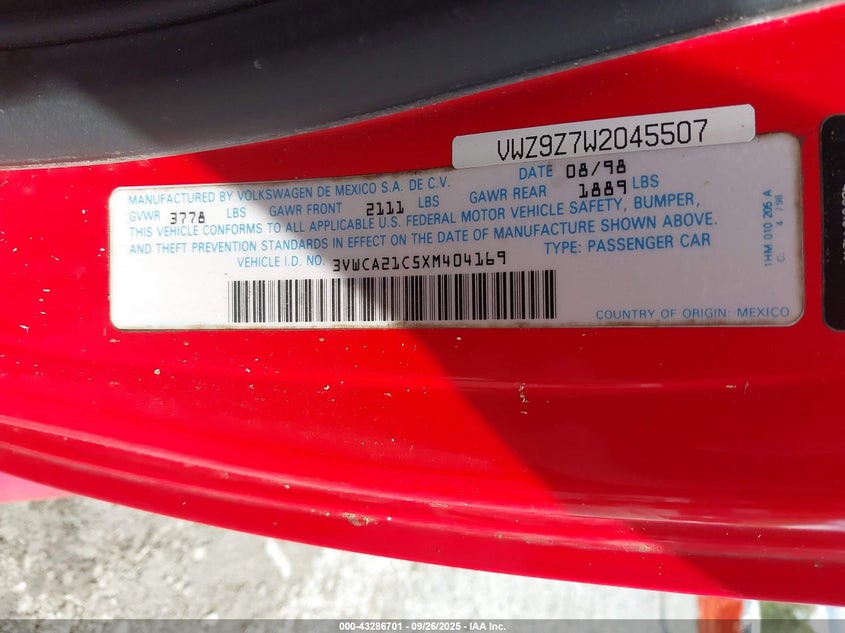 VWZ9Z7W2045507
MANUFACTURED BY VOLKSWAGEN DE MEXICO S.A. DE C.V. DATE 08/98
GVWR 3778 LBS GAWR FRONT 2111 LBS GAWR REAR 1889 LBS
THIS VEHICLE CONFORMS TO ALL APPLICABLE U.S. FEDERAL MOTOR VEHICLE SAFETY, BUMPER,
AND THEFT PREVENTION STANDARDS IN EFFECT ON THE DATE OF MANUFACTURE SHOWN ABOVE.
VEHICLE I.D. NO. 3VWCA21C5XM404169 TYPE: PASSENGER CAR
COUNTRY OF ORIGIN: MEXICO
1HM 010 205 A
C. 4 / 98
000-43286701 - 09/26/2025 - IAA Inc.